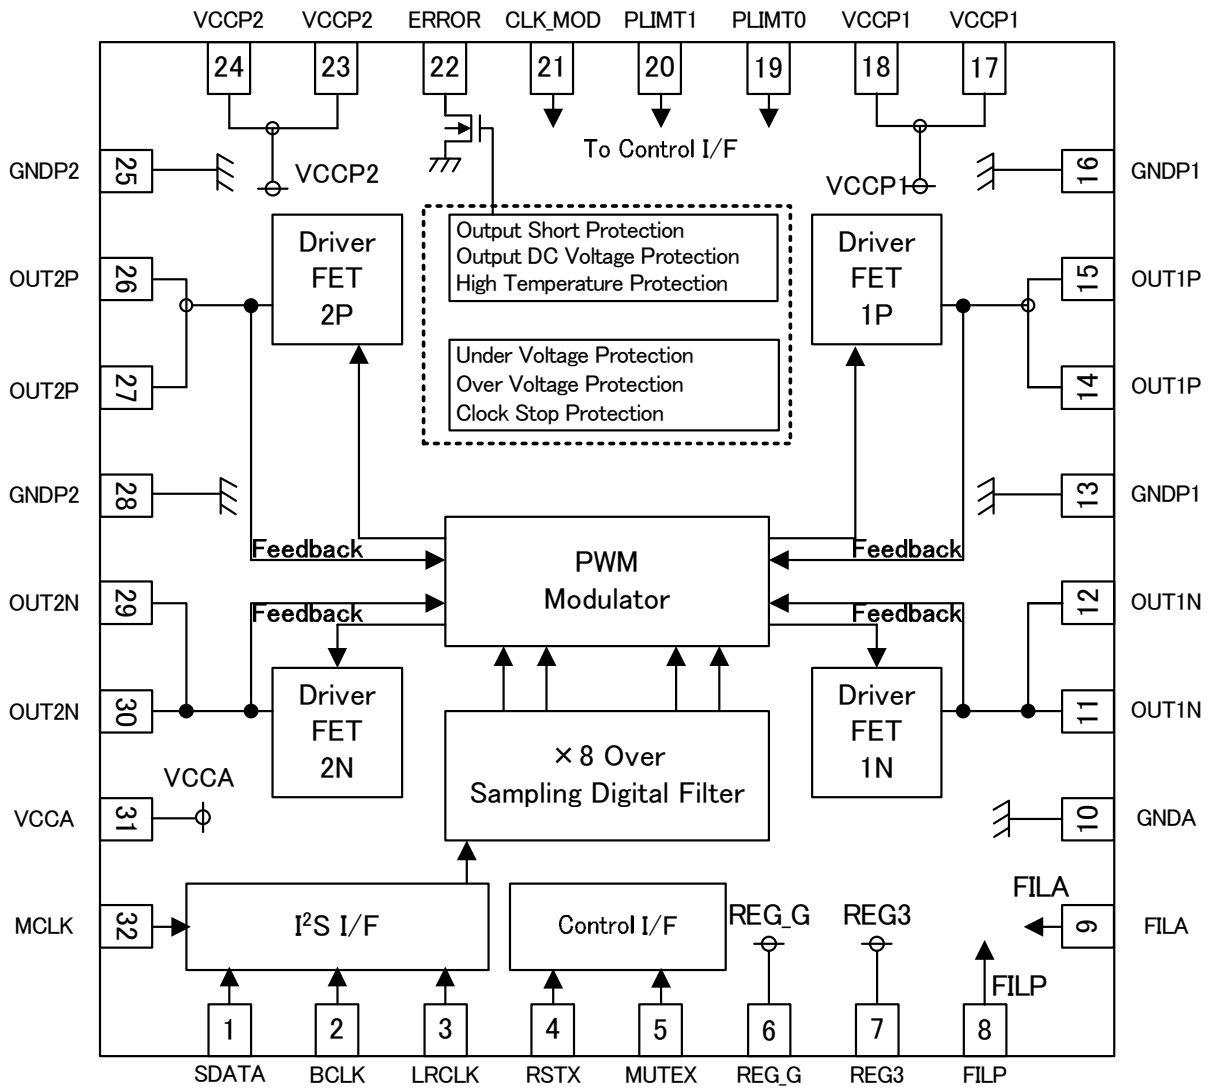 VCCP2 VCCP2 ERROR CLK_MOD PLIMT1 PLIMT0 VCCP1 VCCP1
24 23 22 21 20 19 18 17
To Control I/F
GNDP2 25
VCCP2
VCCP1
16 GNDP1
Driver
FET
2P
Output Short Protection
Output DC Voltage Protection
High Temperature Protection
Driver
FET
1P
OUT2P 26
15 OUT1P
Under Voltage Protection
Over Voltage Protection
Clock Stop Protection
OUT2P 27
14 OUT1P
GNDP2 28
13 GNDP1
Feedback
PWM
Modulator
Feedback
OUT2N 29
Feedback
Feedback
12 OUT1N
OUT2N 30
Driver
FET
2N
×8 Over
Sampling Digital Filter
Driver
FET
1N
11 OUT1N
VCCA
VCCA 31
10 GNDA
MCLK 32
I²S I/F
Control I/F
REG_G
REG3
FILA
9 FILA
FILP
1 2 3 4 5 6 7 8
SDATA BCLK LRCLK RSTX MUTEX REG_G REG3 FILP